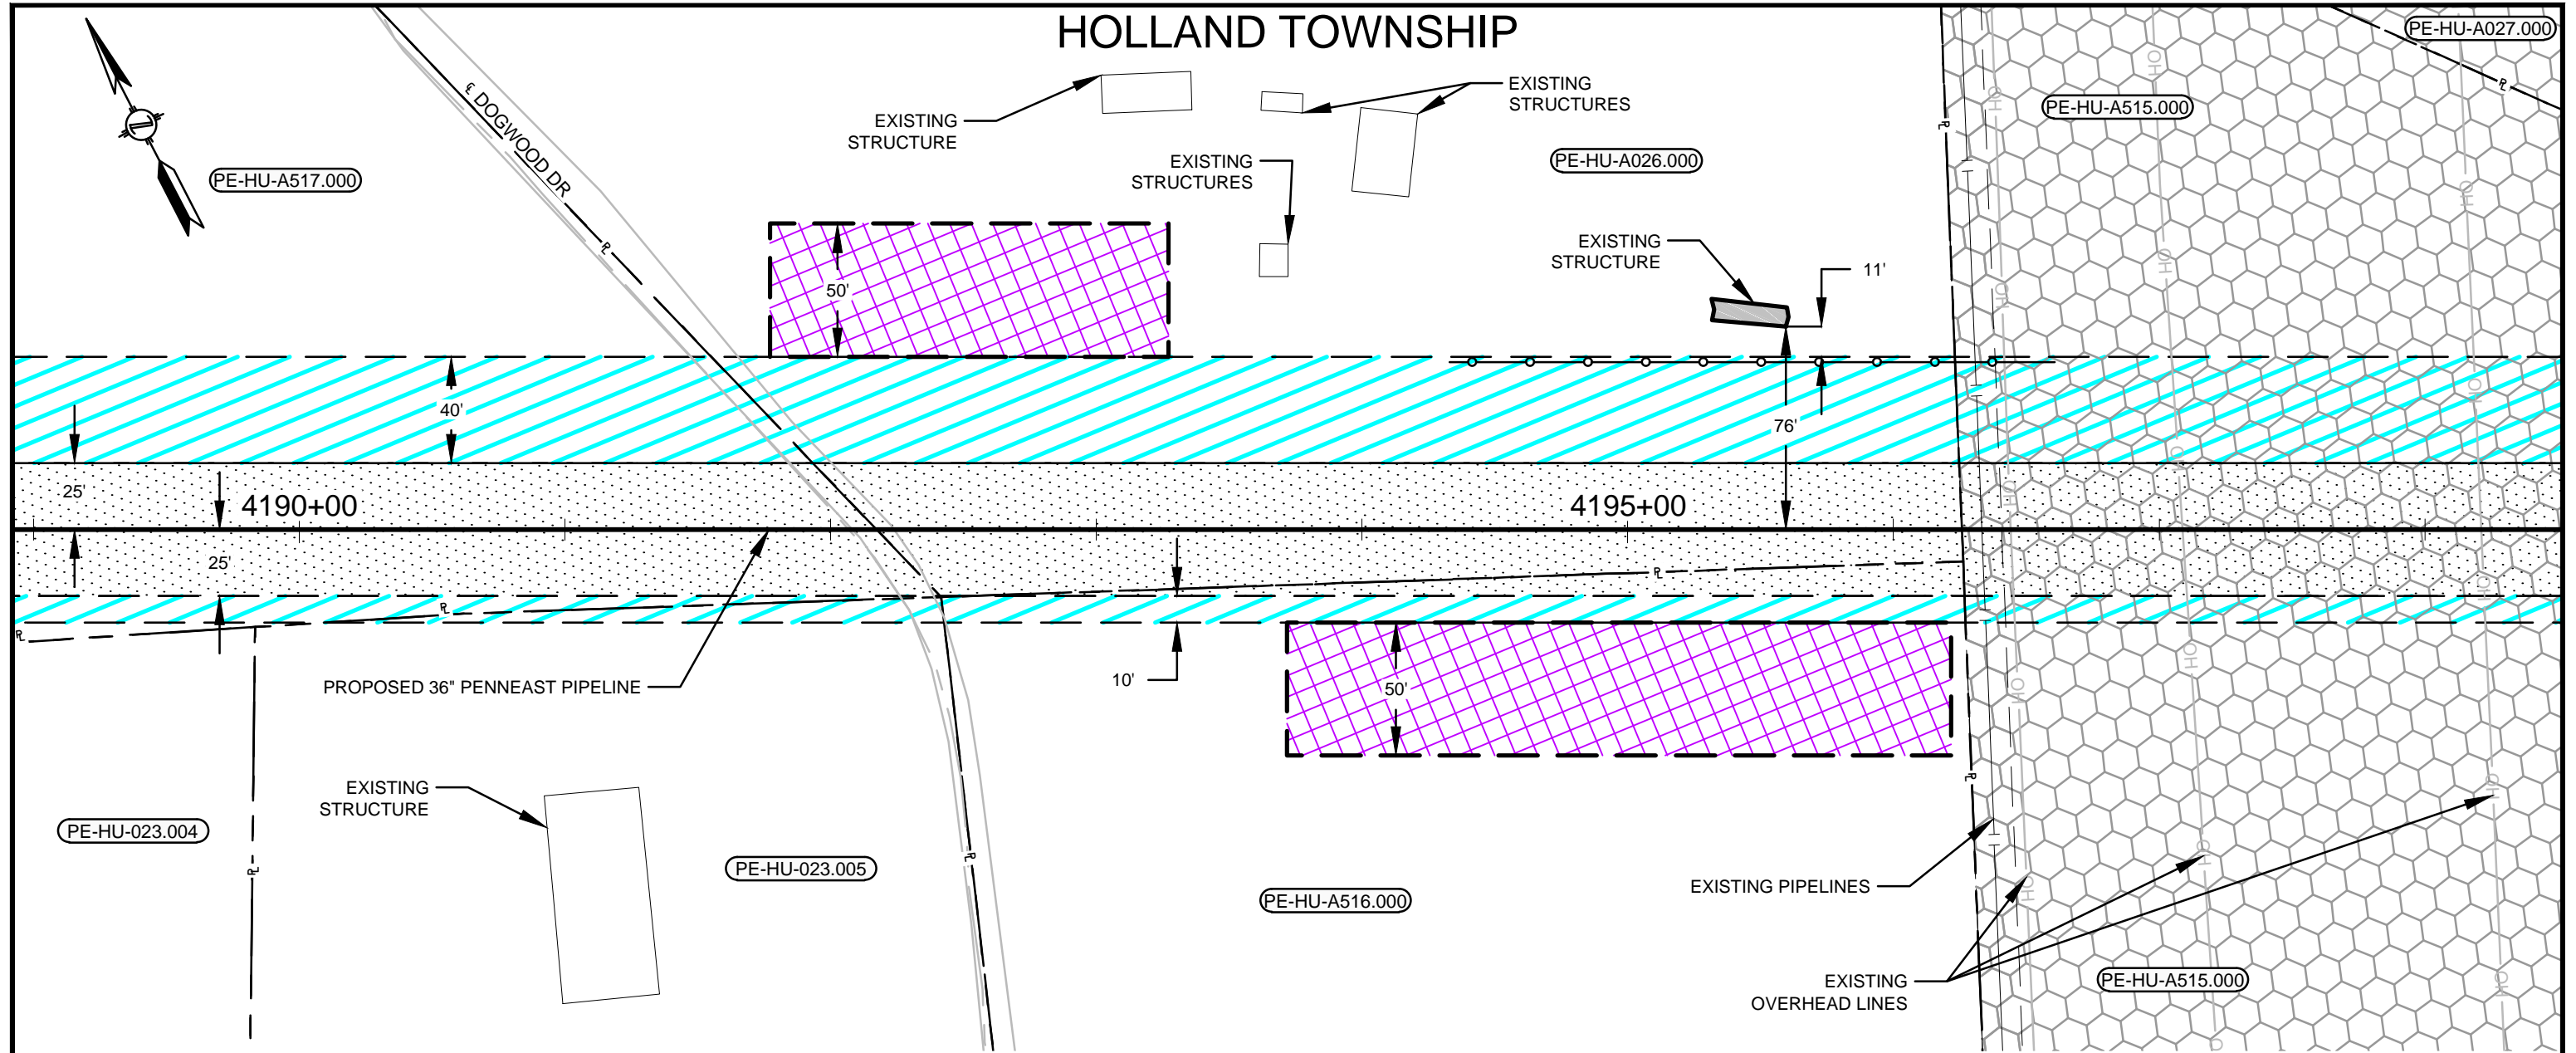 HOLLAND TOWNSHIP
PE-HU-A027.000
℄ DOGWOOD DR
EXISTING
STRUCTURE
EXISTING
STRUCTURES
PE-HU-A515.000
EXISTING
STRUCTURES
PE-HU-A026.000
PE-HU-A517.000
EXISTING
STRUCTURE
11'
50'
40'
76'
25'
4190+00
4195+00
25'
PROPOSED 36" PENNEAST PIPELINE
10'
50'
EXISTING
STRUCTURE
PE-HU-023.004
PE-HU-023.005
PE-HU-A516.000
EXISTING PIPELINES
EXISTING
OVERHEAD LINES
PE-HU-A515.000